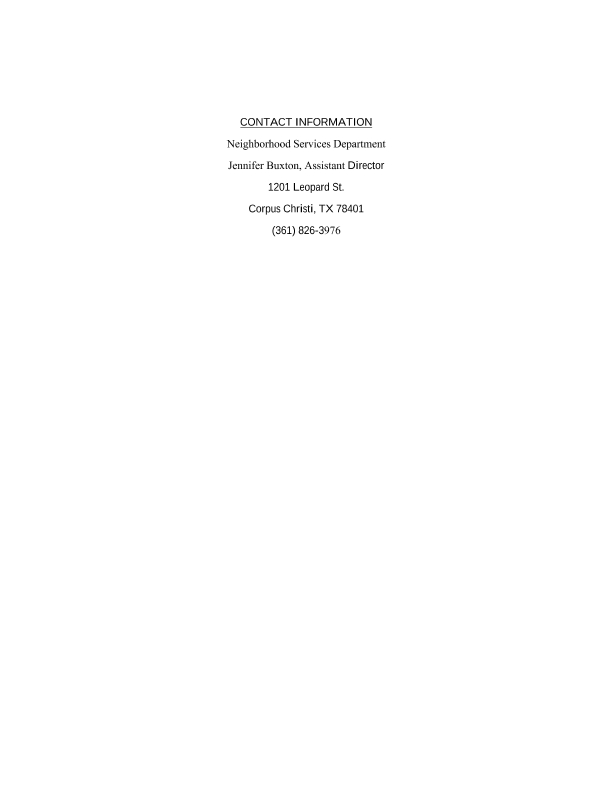 CONTACT INFORMATION
Neighborhood Services Department
Jennifer Buxton, Assistant Director
1201 Leopard St.
Corpus Christi, TX 78401
(361) 826-3976